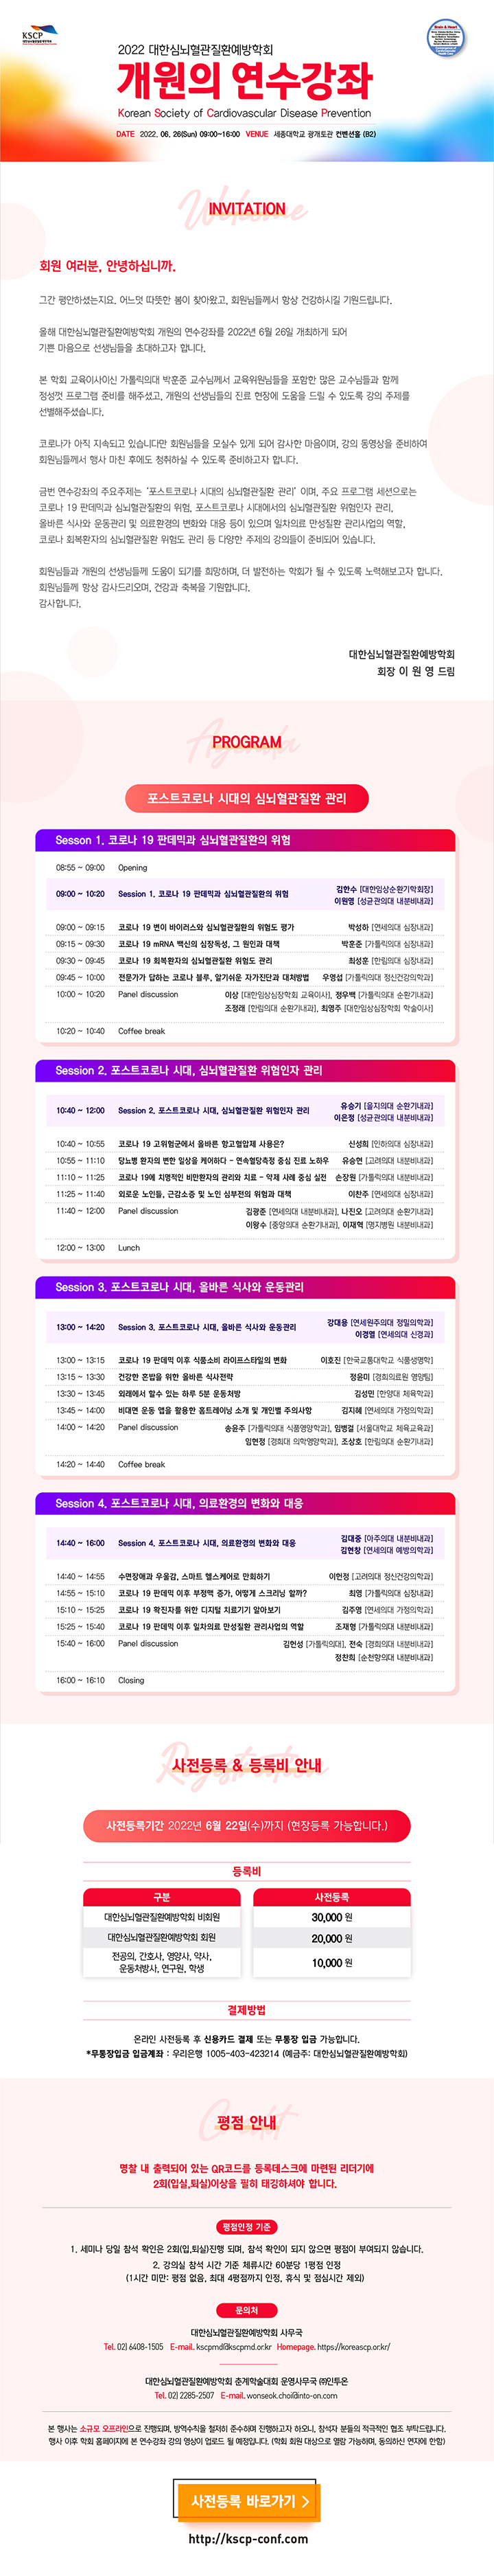 KSCP
2022 대한심뇌혈관질환예방학회
개원의 연수강좌
Korean Society of Cardiovascular Disease Prevention
DATE 2022. 06. 26(Sun) 09:00~16:00 VENUE 세종대학교 광개토관 컨벤션홀 (B2)
Welcome
INVITATION
회원 여러분, 안녕하십니까.
그간 평안하셨는지요. 어느덧 따뜻한 봄이 찾아왔고, 회원님들께서 항상 건강하시길 기원드립니다.
올해 대한심뇌혈관질환예방학회 개원의 연수강좌를 2022년 6월 26일 개최하게 되어
기쁜 마음으로 선생님들을 초대하고자 합니다.
본 학회 교육이사이신 가톨릭의대 박훈준 교수님께서 교육위원님들을 포함한 많은 교수님들과 함께
정성껏 프로그램 준비를 해주셨고, 개원의 선생님들의 진료 현장에 도움을 드릴 수 있도록 강의 주제를
선별해주셨습니다.
코로나가 아직 지속되고 있습니다만 회원님들을 모실수 있게 되어 감사한 마음이며, 강의 동영상을 준비하여
회원님들께서 행사 마친 후에도 청취하실 수 있도록 준비하고자 합니다.
금번 연수강좌의 주요주제는 '포스트코로나 시대의 심뇌혈관질환 관리' 이며, 주요 프로그램 세션으로는
코로나 19 판데믹과 심뇌혈관질환의 위험, 포스트코로나 시대에서의 심뇌혈관질환 위험인자 관리,
올바른 식사와 운동관리 및 의료환경의 변화와 대응 등이 있으며 일차의료 만성질환 관리사업의 역할,
코로나 회복환자의 심뇌혈관질환 위험도 관리 등 다양한 주제의 강의들이 준비되어 있습니다.
회원님들과 개원의 선생님들께 도움이 되기를 희망하며, 더 발전하는 학회가 될 수 있도록 노력해보고자 합니다.
회원님들께 항상 감사드리오며, 건강과 축복을 기원합니다.
감사합니다.
대한심뇌혈관질환예방학회
회장 이 원 영 드림
Agenda
PROGRAM
포스트코로나 시대의 심뇌혈관질환 관리
Sesson 1. 코로나 19 판데믹과 심뇌혈관질환의 위험
08:55 ~ 09:00 Opening
09:00 ~ 10:20 Session 1. 코로나 19 판데믹과 심뇌혈관질환의 위험 김한수 [대한임상순환기학회장]
이원영 [성균관의대 내분비내과]
09:00 ~ 09:15 코로나 19 변이 바이러스와 심뇌혈관질환의 위험도 평가 박성하 [연세의대 심장내과]
09:15 ~ 09:30 코로나 19 mRNA 백신의 심장독성, 그 원인과 대책 박훈준 [가톨릭의대 심장내과]
09:30 ~ 09:45 코로나 19 회복환자의 심뇌혈관질환 위험도 관리 최성훈 [한림의대 심장내과]
09:45 ~ 10:00 전문가가 답하는 코로나 블루, 알기쉬운 자가진단과 대처방법 우영섭 [가톨릭의대 정신건강의학과]
10:00 ~ 10:20 Panel discussion 이상 [대한임상심장학회 교육이사], 정우백 [가톨릭의대 순환기내과]
조정래 [한림의대 순환기내과], 최영주 [대한임상심장학회 학술이사]
10:20 ~ 10:40 Coffee break
Session 2. 포스트코로나 시대, 심뇌혈관질환 위험인자 관리
10:40 ~ 12:00 Session 2. 포스트코로나 시대, 심뇌혈관질환 위험인자 관리 유승기 [을지의대 순환기내과]
이은정 [성균관의대 내분비내과]
10:40 ~ 10:55 코로나 19 고위험군에서 올바른 항고혈압제 사용은? 신성희 [인하의대 심장내과]
10:55 ~ 11:10 당뇨병 환자의 변한 일상을 케어하다 - 연속혈당측정 중심 진료 노하우 유승현 [고려의대 내분비내과]
11:10 ~ 11:25 코로나 19에 치명적인 비만환자의 관리와 치료 - 약제 사례 중심 실전 손장원 [가톨릭의대 내분비내과]
11:25 ~ 11:40 외로운 노인들, 근감소증 및 노인 심부전의 위험과 대책 이찬주 [연세의대 심장내과]
11:40 ~ 12:00 Panel discussion 김광준 [연세의대 내분비내과], 나진오 [고려의대 순환기내과]
이왕수 [중앙의대 순환기내과], 이재혁 [명지병원 내분비내과]
12:00 ~ 13:00 Lunch
Session 3. 포스트코로나 시대, 올바른 식사와 운동관리
13:00 ~ 14:20 Session 3. 포스트코로나 시대, 올바른 식사와 운동관리 강대용 [연세원주의대 정밀의학과]
이경열 [연세의대 신경과]
13:00 ~ 13:15 코로나 19 판데믹 이후 식품소비 라이프스타일의 변화 이호진 [한국교통대학교 식품생명학]
13:15 ~ 13:30 건강한 혼밥을 위한 올바른 식사전략 정윤미 [경희의료원 영양팀]
13:30 ~ 13:45 외래에서 할수 있는 하루 5분 운동처방 김성민 [한양대 체육학과]
13:45 ~ 14:00 비대면 운동 앱을 활용한 홈트레이닝 소개 및 개인별 주의사항 김지혜 [연세의대 가정의학과]
14:00 ~ 14:20 Panel discussion 송윤주 [가톨릭의대 식품영양학과], 임병걸 [서울대학교 체육교육과]
임현정 [경희대 의학영양학과], 조상호 [한림의대 순환기내과]
14:20 ~ 14:40 Coffee break
Session 4. 포스트코로나 시대, 의료환경의 변화와 대응
14:40 ~ 16:00 Session 4. 포스트코로나 시대, 의료환경의 변화와 대응 김대중 [아주의대 내분비내과]
김현창 [연세의대 예방의학과]
14:40 ~ 14:55 수면장애과 우울감, 스마트 헬스케어로 만회하기 이헌정 [고려의대 정신건강의학과]
14:55 ~ 15:10 코로나 19 판데믹 이후 부정맥 증가, 어떻게 스크리닝 할까? 최영 [가톨릭의대 심장내과]
15:10 ~ 15:25 코로나 19 확진자를 위한 디지털 치료기기 알아보기 김주영 [연세의대 가정의학과]
15:25 ~ 15:40 코로나 19 판데믹 이후 일차의료 만성질환 관리사업의 역할 조재형 [가톨릭의대 내분비내과]
15:40 ~ 16:00 Panel discussion 김헌성 [가톨릭의대], 전숙 [경희의대 내분비내과]
정찬희 [순천향의대 내분비내과]
16:00 ~ 16:10 Closing
Registration
사전등록 & 등록비 안내
사전등록기간 2022년 6월 22일(수)까지 (현장등록 가능합니다.)
등록비
구분 사전등록
대한심뇌혈관질환예방학회 비회원 30,000 원
대한심뇌혈관질환예방학회 회원 20,000 원
전공의, 간호사, 영양사, 약사,
운동처방사, 연구원, 학생 10,000 원
결제방법
온라인 사전등록 후 신용카드 결제 또는 무통장 입금 가능합니다.
*무통장입금 입금계좌 : 우리은행 1005-403-423214 (예금주: 대한심뇌혈관질환예방학회)
Credit
평점 안내
명찰 내 출력되어 있는 QR코드를 등록데스크에 마련된 리더기에
2회(입실,퇴실)이상을 필히 태깅하셔야 합니다.
평점인정 기준
1. 세미나 당일 참석 확인은 2회(입,퇴실)진행 되며, 참석 확인이 되지 않으면 평점이 부여되지 않습니다.
2. 강의실 참석 시간 기준 체류시간 60분당 1평점 인정
(1시간 미만: 평점 없음, 최대 4평점까지 인정, 휴식 및 점심시간 제외)
문의처
대한심뇌혈관질환예방학회 사무국
Tel. 02) 6408-1505 E-mail. kscpmd@kscpmd.or.kr Homepage. https://koreascp.or.kr/
대한심뇌혈관질환예방학회 춘계학술대회 운영사무국 ㈜인투온
Tel. 02) 2285-2507 E-mail. wonseok.choi@into-on.com
본 행사는 소규모 오프라인으로 진행되며, 방역수칙을 철저히 준수하며 진행하고자 하오니, 참석자 분들의 적극적인 협조 부탁드립니다.
행사 이후 학회 홈페이지에 본 연수강좌 강의 영상이 업로드 될 예정입니다. (학회 회원 대상으로 열람 가능하며, 동의하신 연자에 한함)
사전등록 바로가기 >
http://kscp-conf.com